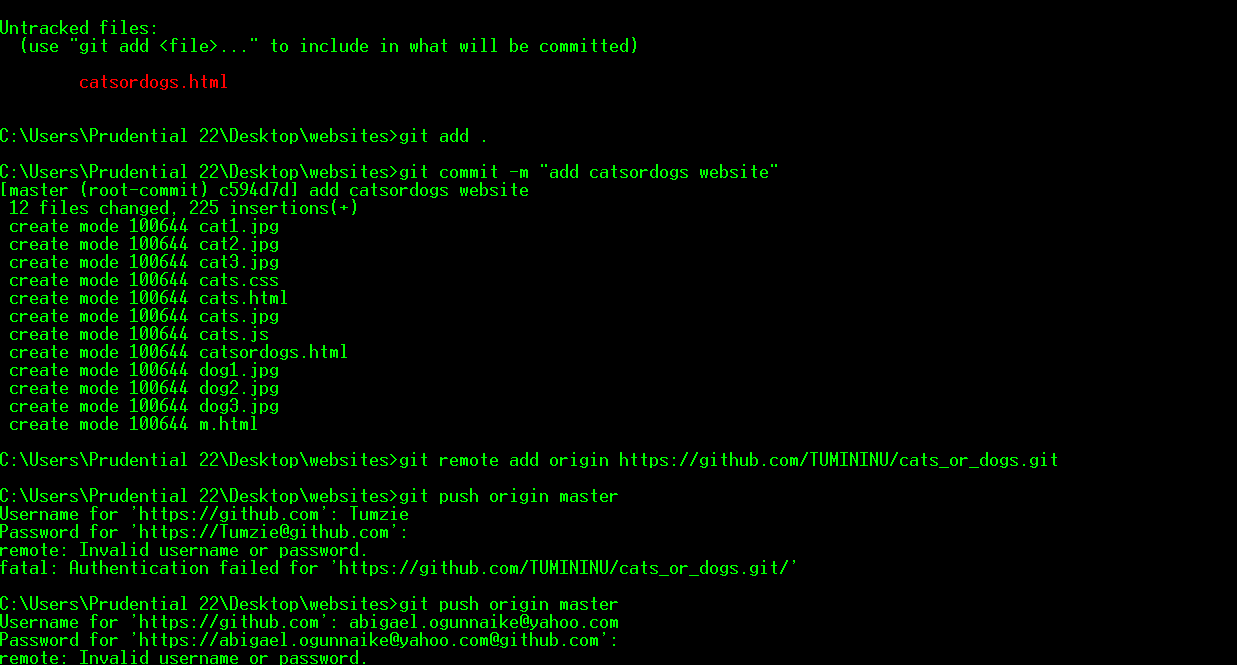 Untracked files:
(use "git add <file>..." to include in what will be committed)
catsordogs.html
C:\Users\Prudential 22\Desktop\websites>git add .
C:\Users\Prudential 22\Desktop\websites>git commit -m "add catsordogs website"
[master (root-commit) c594d7d] add catsordogs website
12 files changed, 225 insertions(+)
create mode 100644 cat1.jpg
create mode 100644 cat2.jpg
create mode 100644 cat3.jpg
create mode 100644 cats.css
create mode 100644 cats.html
create mode 100644 cats.jpg
create mode 100644 cats.js
create mode 100644 catsordogs.html
create mode 100644 dog1.jpg
create mode 100644 dog2.jpg
create mode 100644 dog3.jpg
create mode 100644 m.html
C:\Users\Prudential 22\Desktop\websites>git remote add origin https://github.com/TUMININU/cats_or_dogs.git
C:\Users\Prudential 22\Desktop\websites>git push origin master
Username for 'https://github.com': Tumzie
Password for 'https://Tumzie@github.com':
remote: Invalid username or password.
fatal: Authentication failed for 'https://github.com/TUMININU/cats_or_dogs.git/'
C:\Users\Prudential 22\Desktop\websites>git push origin master
Username for 'https://github.com': abigael.ogunnaike@yahoo.com
Password for 'https://abigael.ogunnaike@yahoo.com@github.com':
remote: Invalid username or password.